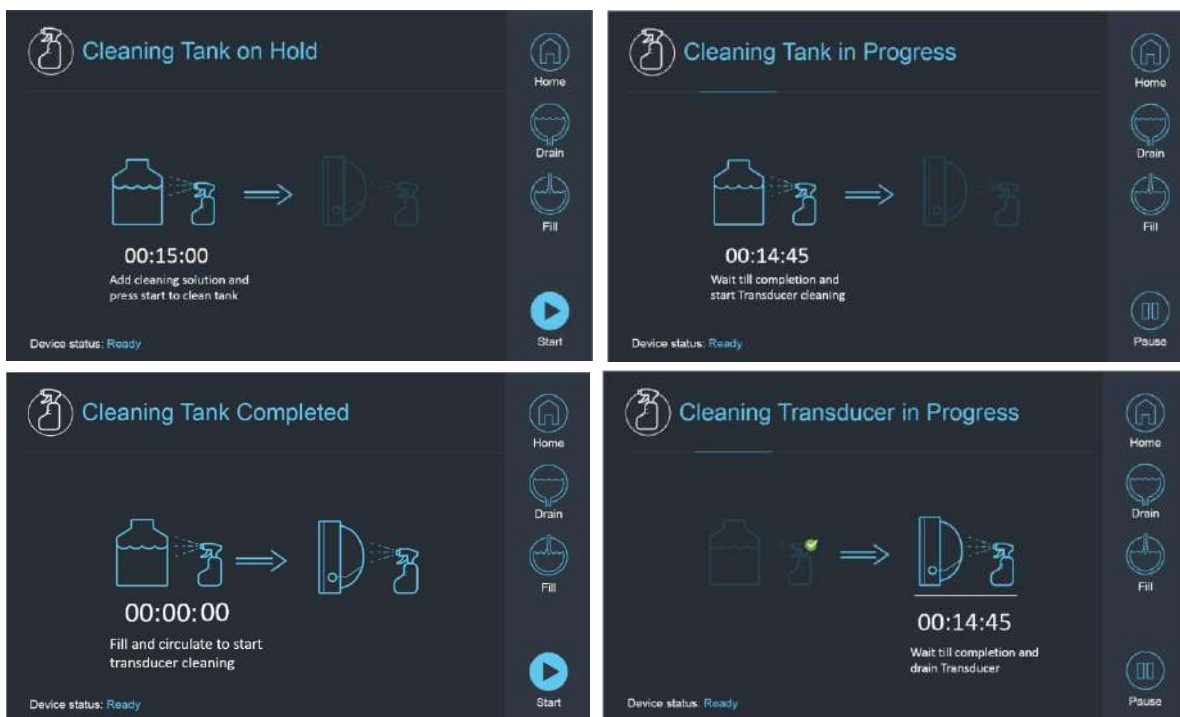 Cleaning Tank on Hold
Home
Drain
Fill
00:15:00
Add cleaning solution and
press start to clean tank
Start
Device status: Ready
Cleaning Tank in Progress
Home
Drain
Fill
00:14:45
Wait till completion and
start Transducer cleaning
Pause
Device status: Ready
Cleaning Tank Completed
Home
Drain
Fill
00:00:00
Fill and circulate to start
transducer cleaning
Start
Device status: Ready
Cleaning Transducer in Progress
Home
Drain
Fill
00:14:45
Wait till completion and
drain Transducer
Pause
Device status: Ready